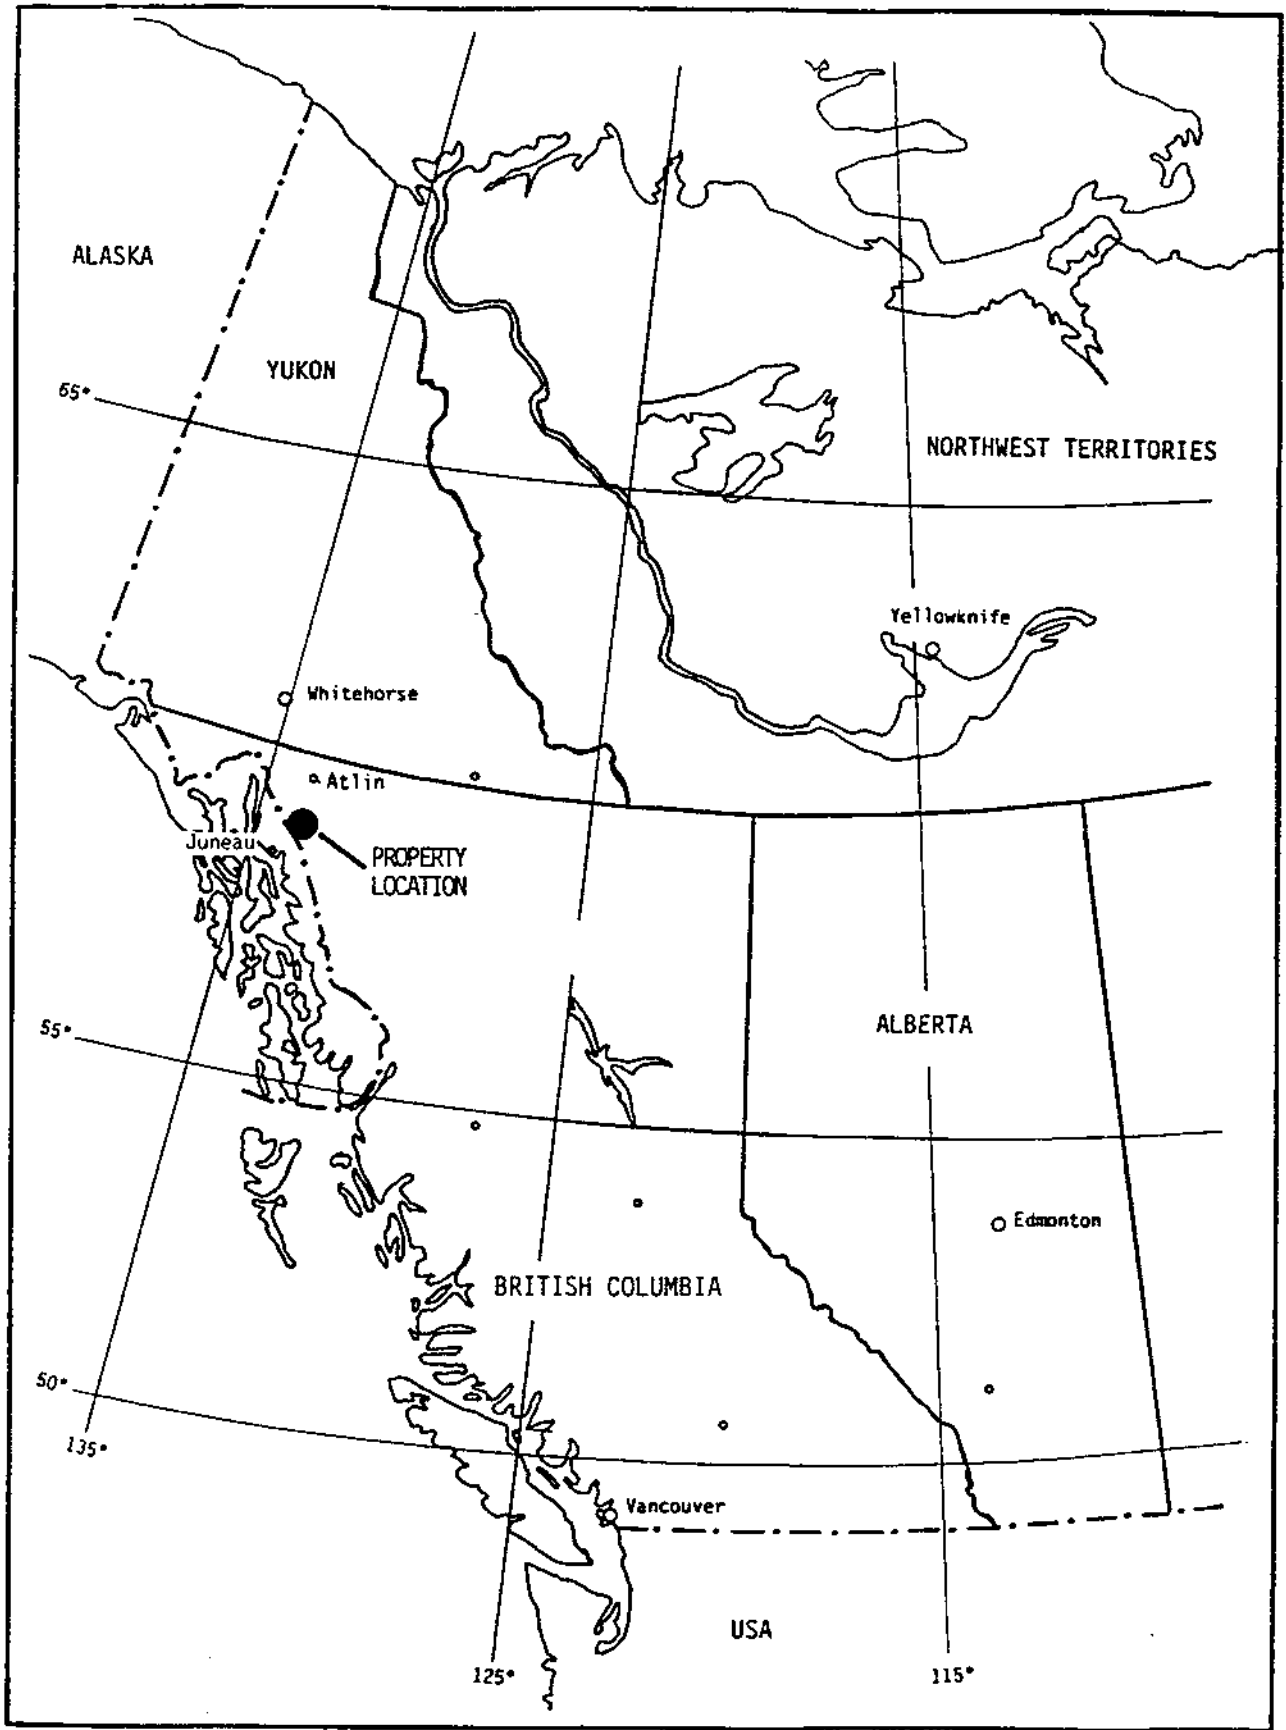 ALASKA
YUKON
65°
NORTHWEST TERRITORIES
Yellowknife
Whitehorse
Atlin
Juneau
PROPERTY
LOCATION
55°
ALBERTA
Edmonton
BRITISH COLUMBIA
50°
135°
Vancouver
USA
125°
115°